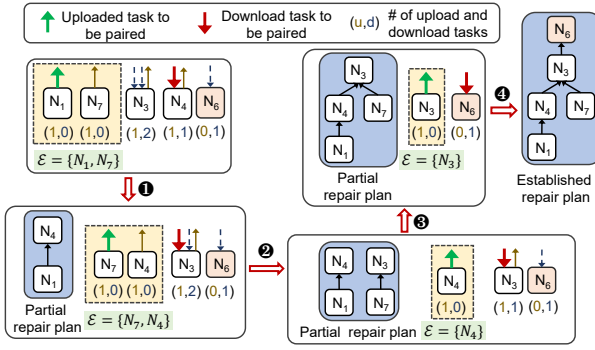 Uploaded task to be paired
Download task to be paired
(u,d) # of upload and download tasks
N1 N7 N3 N4 N6
(1,0) (1,0) (1,2) (1,1) (0,1)
ℰ = {N1, N7}
❶
N4
N1
Partial repair plan
N7 N4 N3 N6
(1,0) (1,0) (1,2) (0,1)
ℰ = {N7, N4}
❷
N4 N3
N1 N7
Partial repair plan
N4 N3 N6
(1,0) (1,1) (0,1)
ℰ = {N4}
❸
N3
N4 N7
N1
Partial repair plan
N3 N6
(1,0) (0,1)
ℰ = {N3}
❹
N6
N3
N4 N7
N1
Established repair plan